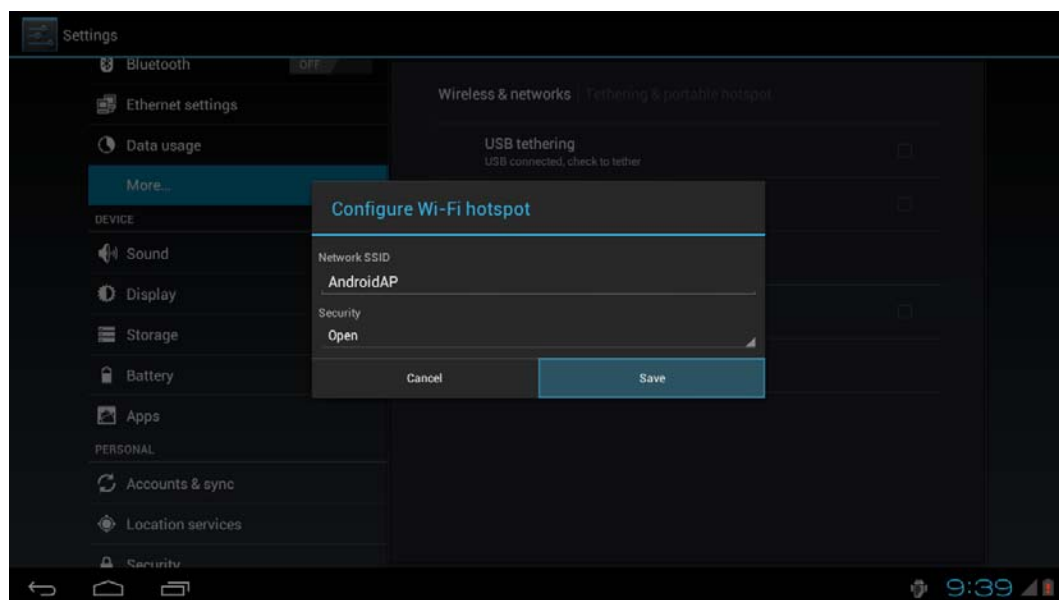 Settings
Bluetooth OFF
Ethernet settings
Data usage
More...
DEVICE
Sound
Display
Storage
Battery
Apps
PERSONAL
Accounts & sync
Location services
Security
Wireless & networks Tethering & portable hotspot
USB tethering
USB connected, check to tether
Configure Wi-Fi hotspot
Network SSID
AndroidAP
Security
Open
Cancel Save
9:39